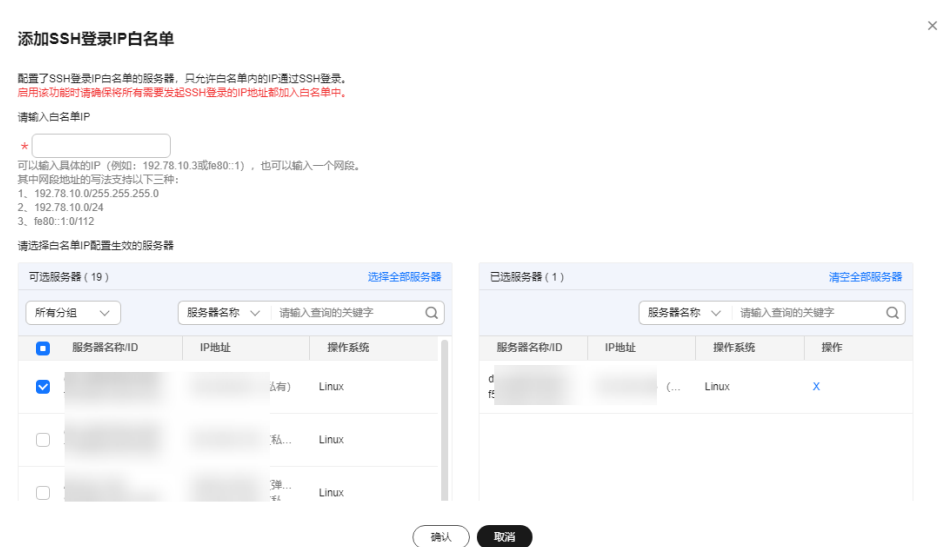 添加SSH登录IP白名单
配置了SSH登录IP白名单的服务器，只允许白名单内的IP通过SSH登录。
启用该功能时请确保将所有需要发起SSH登录的IP地址都加入白名单中。
请输入白名单IP
*
可以输入具体的IP（例如：192.78.10.3或fe80::1），也可以输入一个网段。
其中网段地址的写法支持以下三种：
1、192.78.10.0/255.255.255.0
2、192.78.10.0/24
3、fe80::1:0/112
请选择白名单IP配置生效的服务器
可选服务器（19） 选择全部服务器
所有分组 服务器名称 请输入查询的关键字
服务器名称/ID IP地址 操作系统
私有) Linux
私... Linux
弹... Linux
已选服务器（1） 清空全部服务器
服务器名称/ID IP地址 操作系统 操作
服务器名称 请输入查询的关键字
d (... Linux X
确认 取消